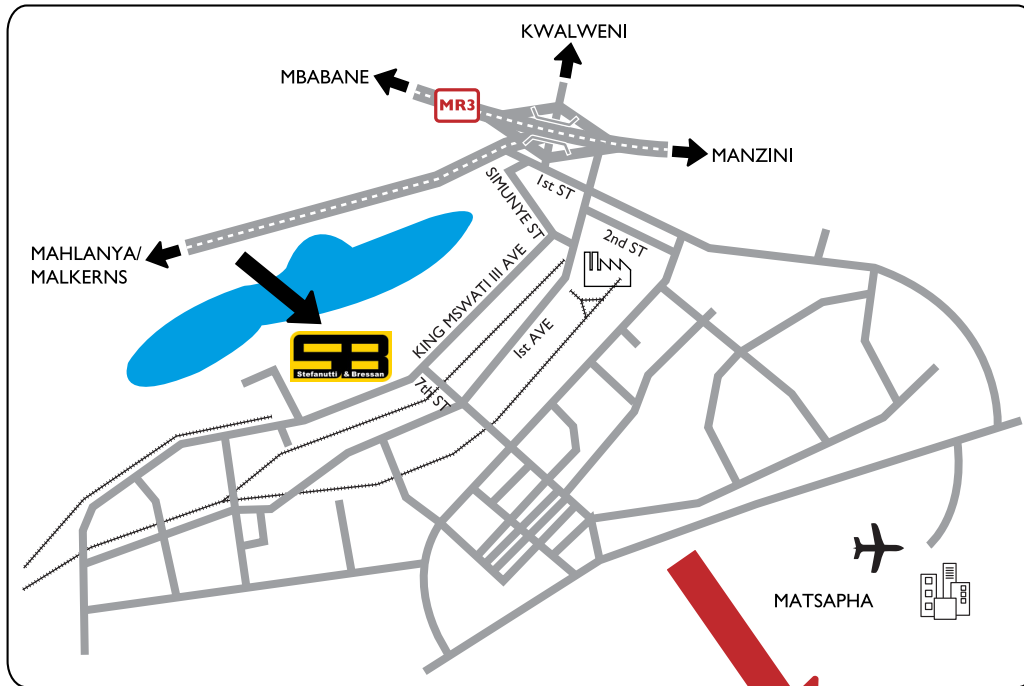 KWALWENI
MBABANE
MR3
MANZINI
1st ST
SIMUNYE ST
2nd ST
MAHLANYA/
MALKERNS
KING MSWATI III AVE
1st AVE
SB
Stefanutti & Bressan
7th ST
MATSAPHA